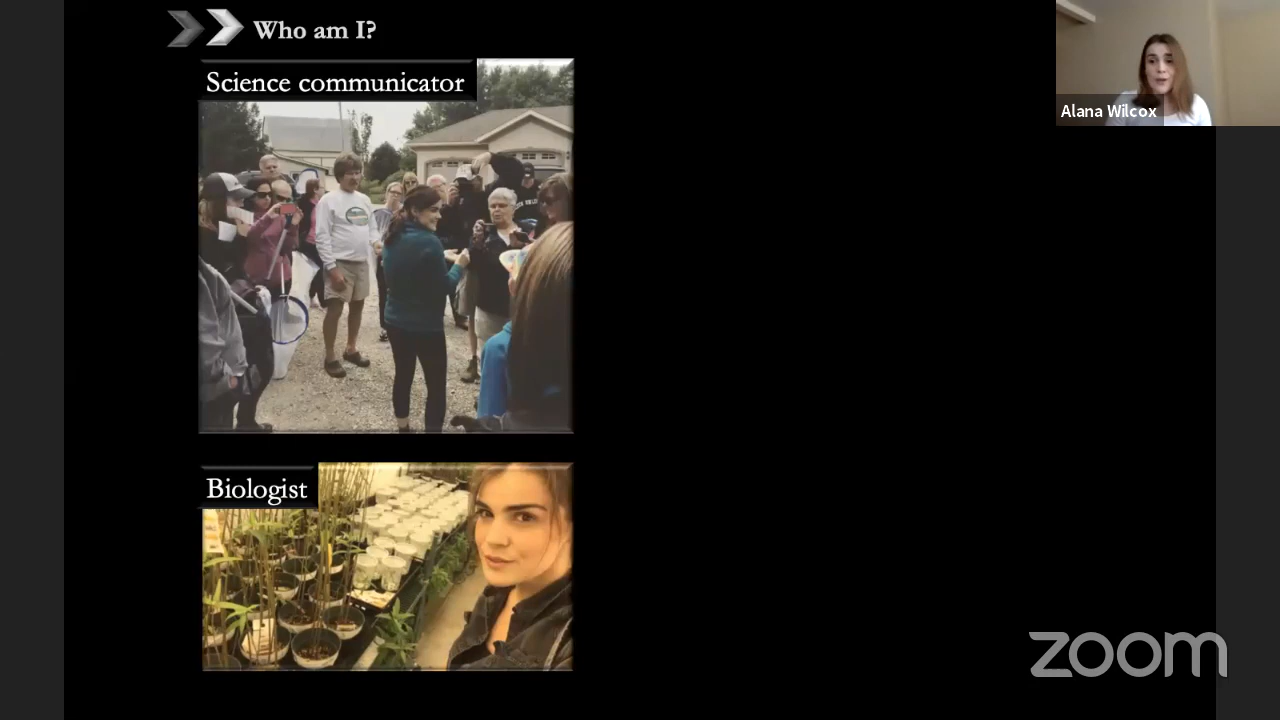 Who am I?
Science communicator
Alana Wilcox
Biologist
zoom